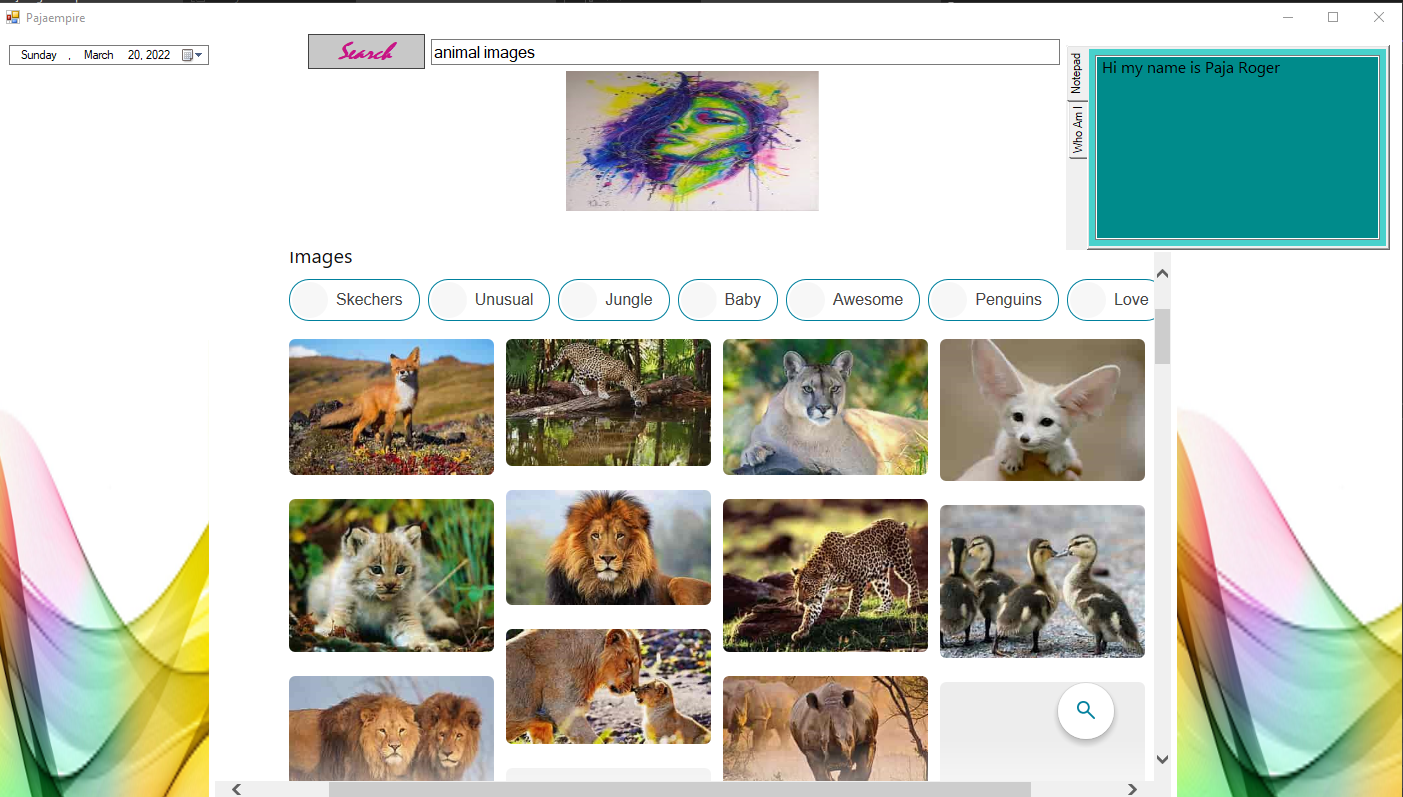 Pajaempire
Sunday , March 20, 2022
Search
animal images
Notepad
Who Am I
Hi my name is Paja Roger
Images
Skechers
Unusual
Jungle
Baby
Awesome
Penguins
Love